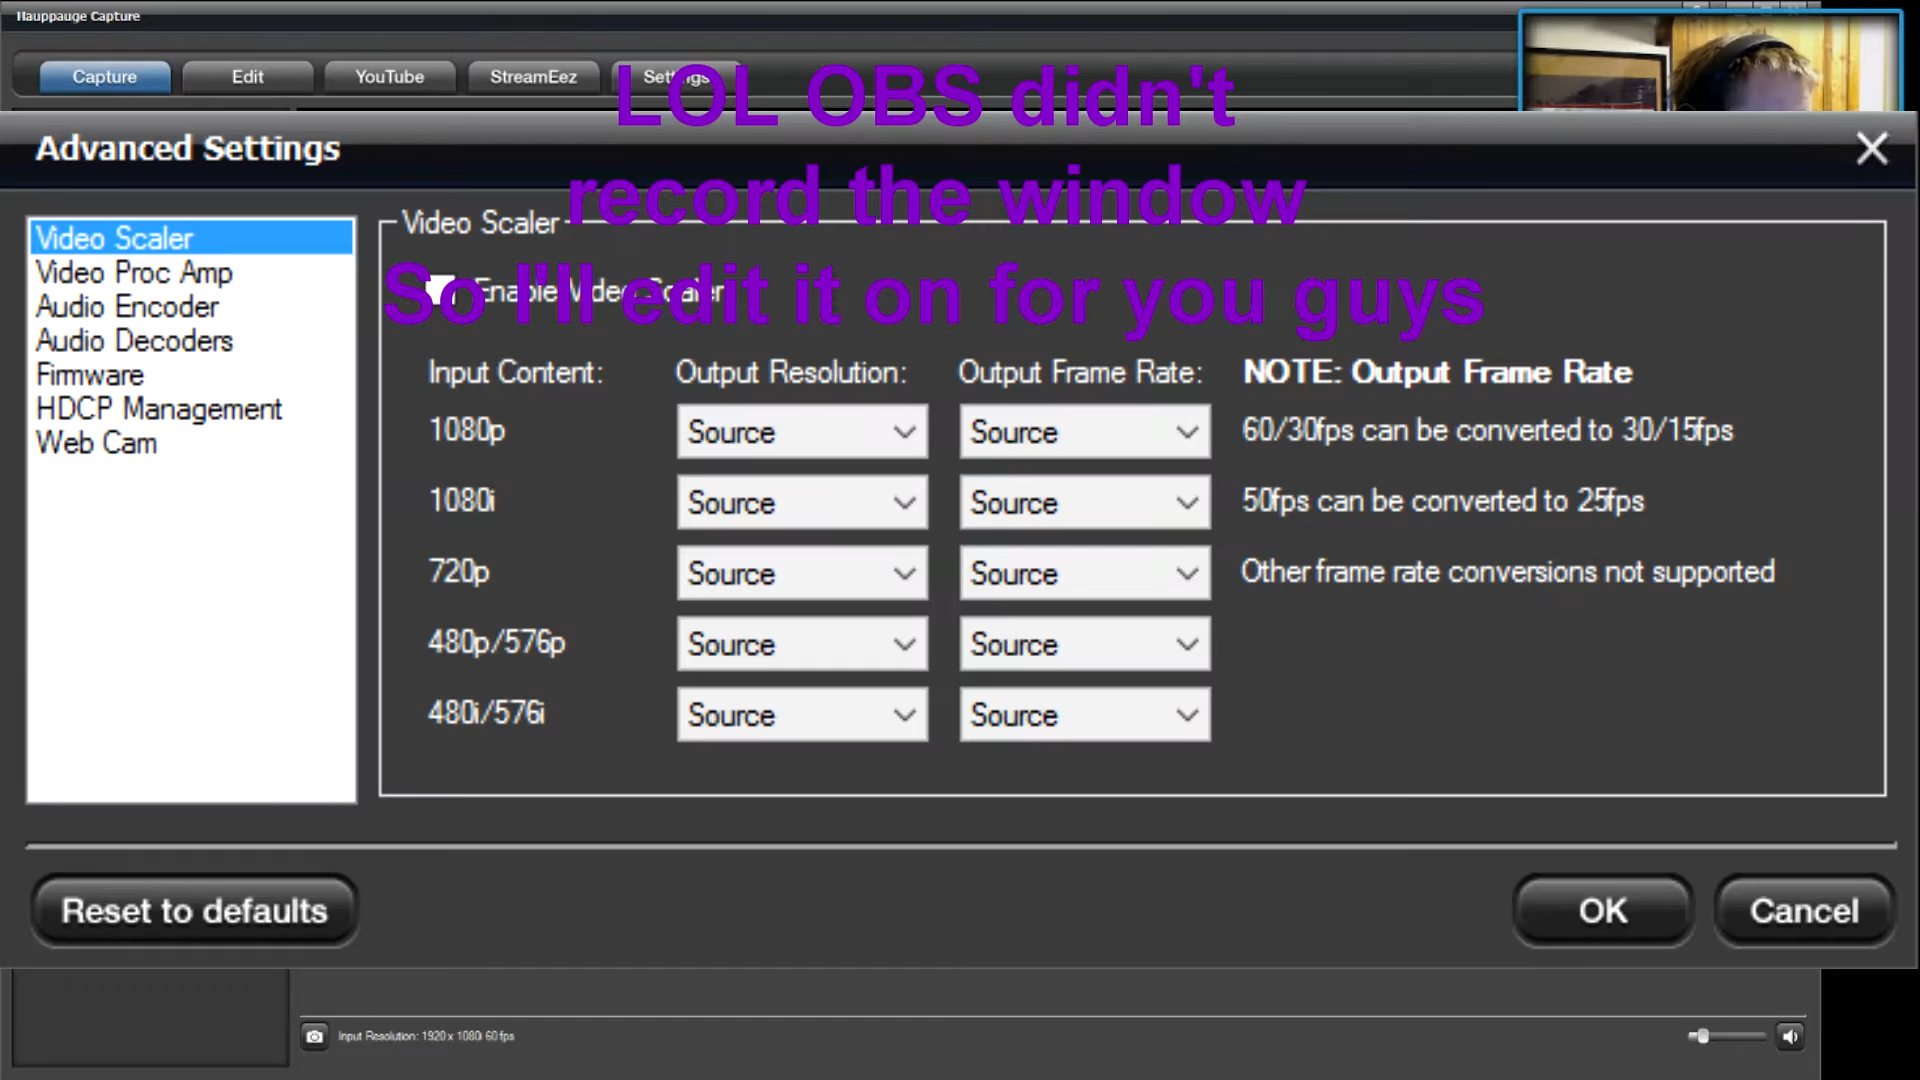 Hauppauge Capture
Capture Edit YouTube StreamEez Settings
LOL OBS didn't
record the window
So I'll edit it on for you guys
Advanced Settings
Video Scaler
Video Proc Amp
Audio Encoder
Audio Decoders
Firmware
HDCP Management
Web Cam
Video Scaler
Enable Video Scaler
Input Content: Output Resolution: Output Frame Rate: NOTE: Output Frame Rate
1080p Source Source 60/30fps can be converted to 30/15fps
1080i Source Source 50fps can be converted to 25fps
720p Source Source Other frame rate conversions not supported
480p/576p Source Source
480i/576i Source Source
Reset to defaults OK Cancel
Input Resolution: 1920 x 1080i 60 fps